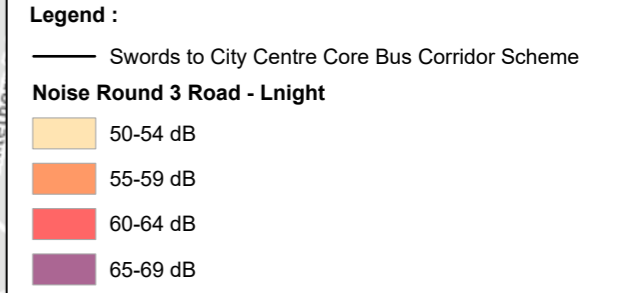 Legend :
Swords to City Centre Core Bus Corridor Scheme
Noise Round 3 Road - Lnight
50-54 dB
55-59 dB
60-64 dB
65-69 dB